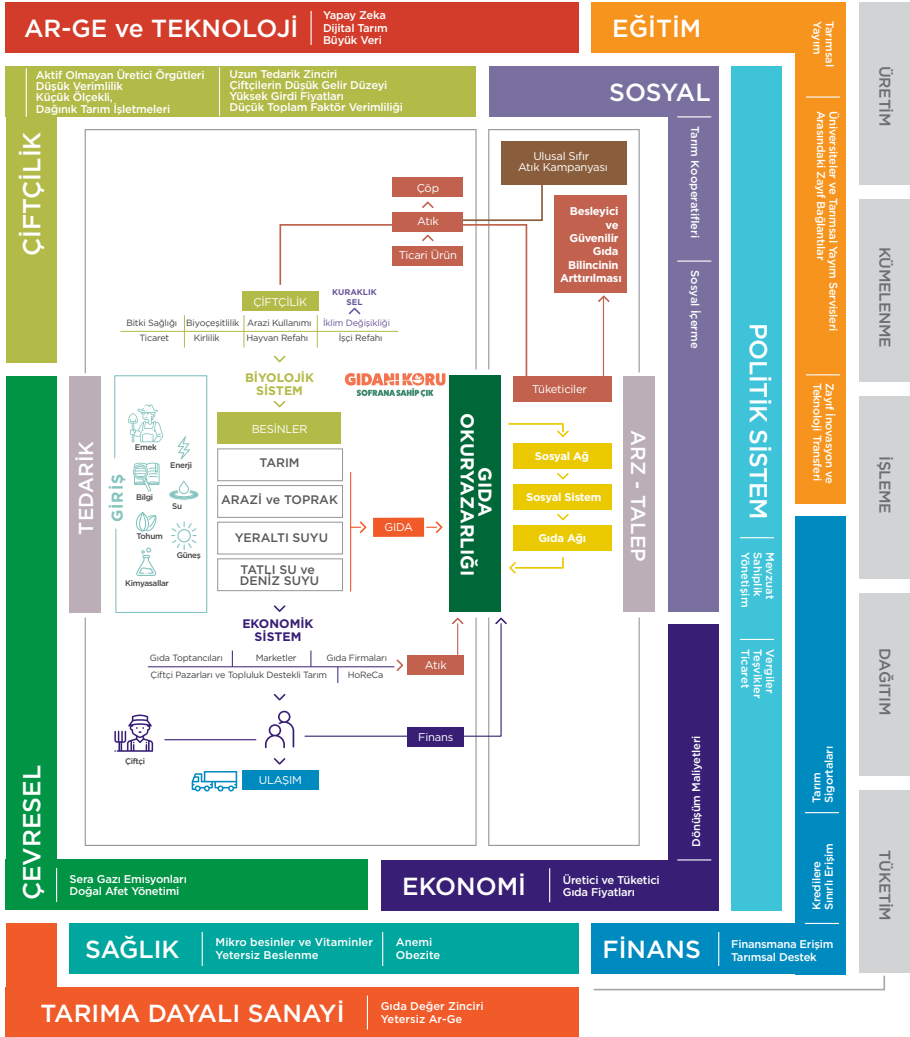 AR-GE ve TEKNOLOJİ
Yapay Zeka
Dijital Tarım
Büyük Veri
EĞİTİM
Tarımsal
Yayım
Üniversiteler ve Tarımsal Yayım Servisleri
Arasındaki Zayıf Bağlantılar
Zayıf İnovasyon ve
Teknoloji Transferi
ÜRETİM
KÜMELENME
İŞLEME
DAĞITIM
TÜKETİM
ÇİFTÇİLİK
Aktif Olmayan Üretici Örgütleri
Düşük Verimlilik
Küçük Ölçekli,
Dağınık Tarım İşletmeleri
Uzun Tedarik Zinciri
Çiftçilerin Düşük Gelir Düzeyi
Yüksek Girdi Fiyatları
Düşük Toplam Faktör Verimliliği
SOSYAL
Tarım Kooperatifleri
Sosyal İçerme
POLİTİK SİSTEM
Mevzuat
Sahiplik
Yönetişim
Vergiler
Teşvikler
Ticaret
Ulusal Sıfır
Atık Kampanyası
Çöp
Atık
Ticari Ürün
Besleyici
ve
Güvenilir
Gıda
Bilincinin
Arttırılması
ÇİFTÇİLİK
KURAKLIK
SEL
Bitki Sağlığı
Biyoçeşitlilik
Arazi Kullanımı
İklim Değişikliği
Ticaret
Kirlilik
Hayvan Refahı
İşçi Refahı
BİYOLOJİK
SİSTEM
GIDANI KORU
SOFRANA SAHİP ÇIK
Tüketiciler
TEDARİK
GİRİŞ
Emek
Enerji
Bilgi
Su
Tohum
Güneş
Kimyasallar
BESİNLER
TARIM
ARAZİ ve TOPRAK
YERALTI SUYU
TATLI SU ve
DENİZ SUYU
GIDA
GIDA
OKURYAZARLIĞI
Sosyal Ağ
Sosyal Sistem
Gıda Ağı
ARZ - TALEP
EKONOMİK
SİSTEM
Gıda Toptancıları
Marketler
Gıda Firmaları
Çiftçi Pazarları ve Topluluk Destekli Tarım
HoReCa
Atık
Çiftçi
Finans
ULAŞIM
ÇEVRESEL
Sera Gazı Emisyonları
Doğal Afet Yönetimi
EKONOMİ
Üretici ve Tüketici
Gıda Fiyatları
Dönüşüm Maliyetleri
SAĞLIK
Mikro besinler ve Vitaminler
Yetersiz Beslenme
Anemi
Obezite
FİNANS
Finansmana Erişim
Tarımsal Destek
Kredilere
Sınırlı Erişim
Tarım
Sigortaları
TARIMA DAYALI SANAYİ
Gıda Değer Zinciri
Yetersiz Ar-Ge